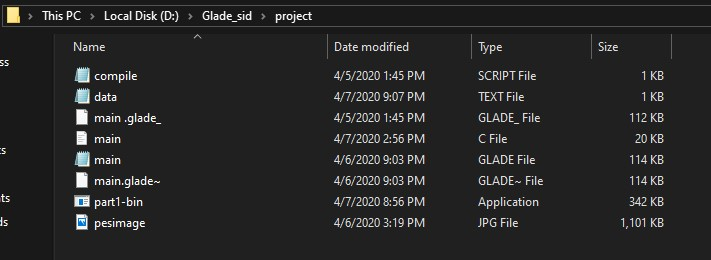 This PC > Local Disk (D:) > Glade_sid > project
Name Date modified Type Size
ss
compile 4/5/2020 1:45 PM SCRIPT File 1 KB
data 4/7/2020 9:07 PM TEXT File 1 KB
main .glade_ 4/5/2020 1:45 PM GLADE_ File 112 KB
main 4/7/2020 2:56 PM C File 20 KB
ts
main 4/6/2020 9:03 PM GLADE File 114 KB
main.glade~ 4/6/2020 9:03 PM GLADE~ File 114 KB
nts
part1-bin 4/7/2020 8:56 PM Application 342 KB
ds
pesimage 4/6/2020 3:19 PM JPG File 1,101 KB